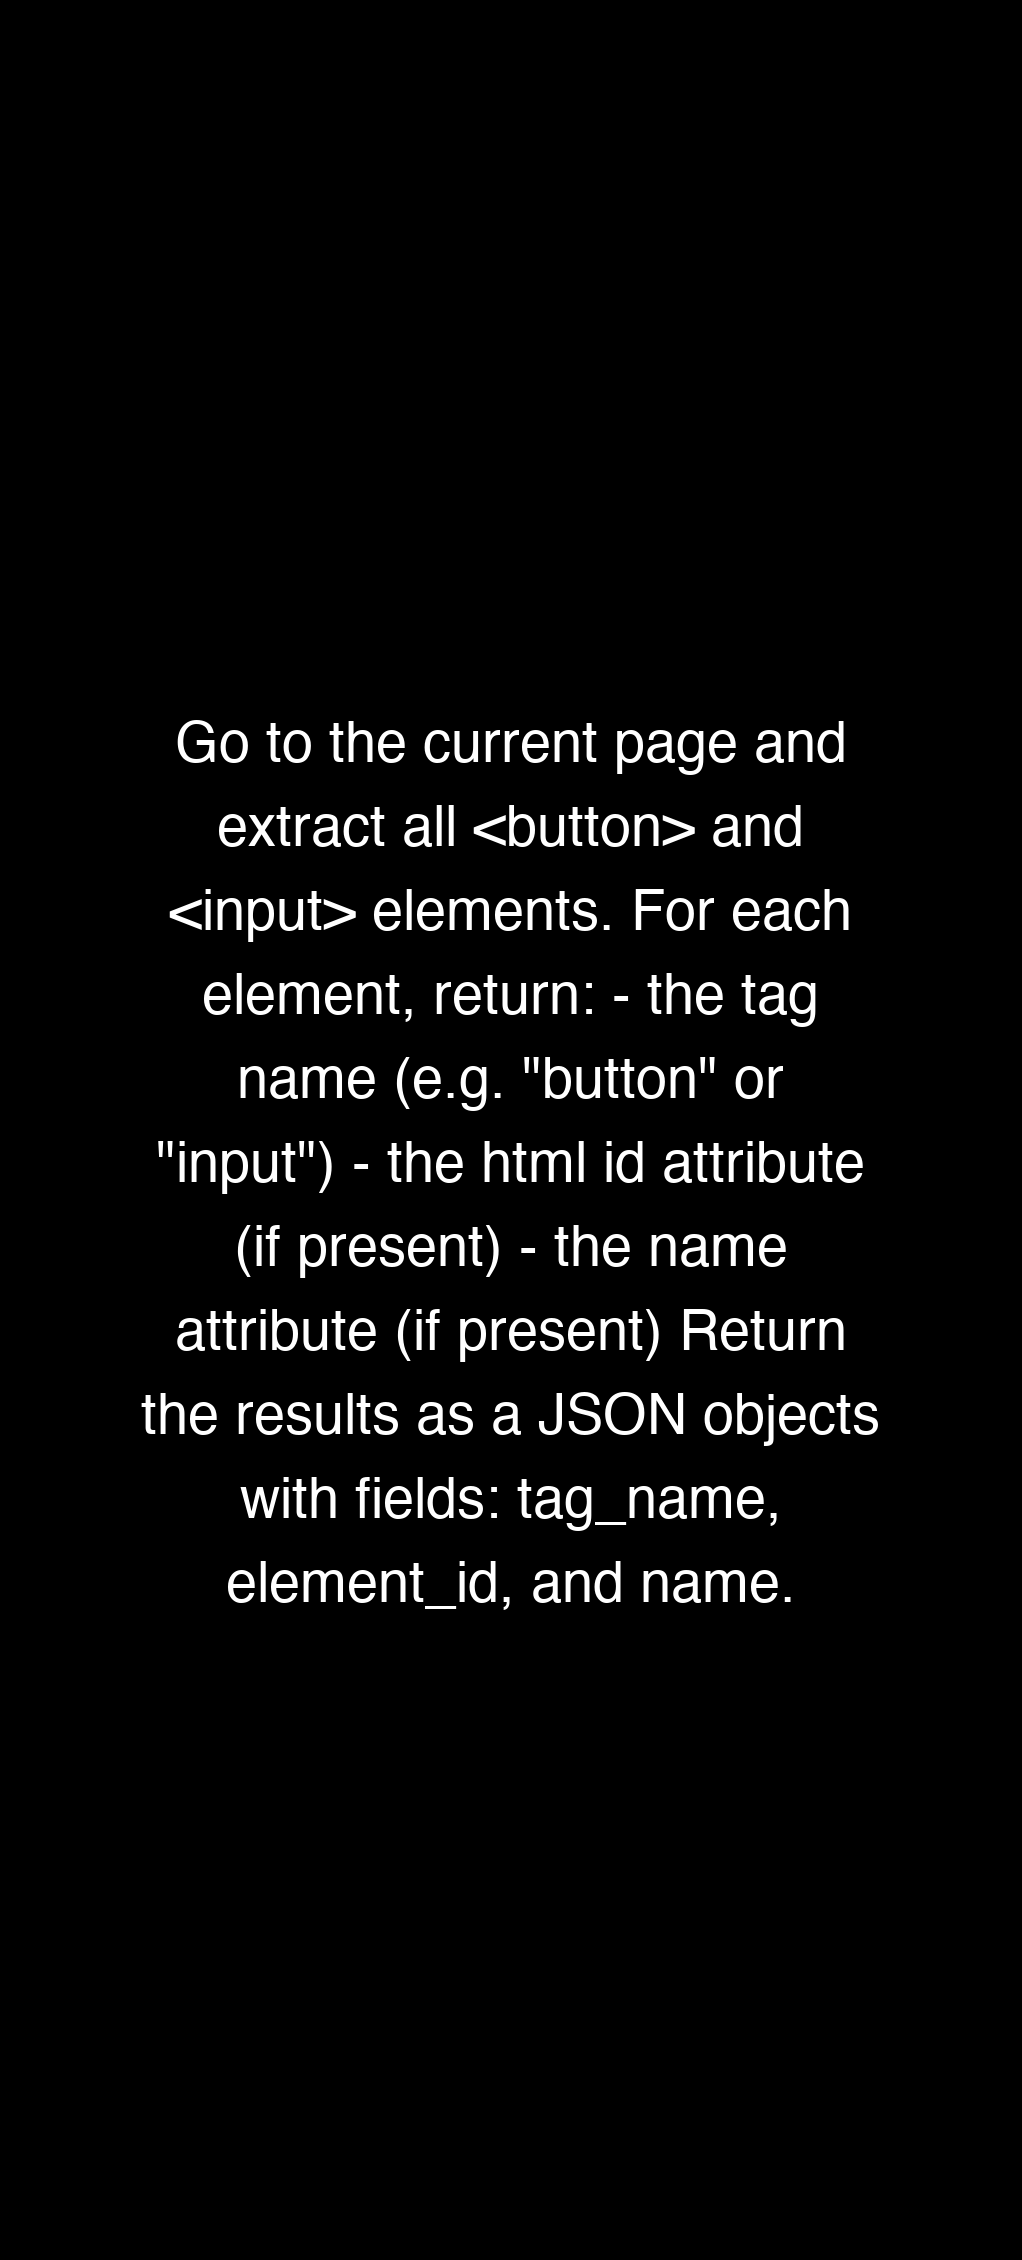 Go to the current page and
extract all <button> and
<input> elements. For each
element, return: - the tag
name (e.g. "button" or
"input") - the html id attribute
(if present) - the name
attribute (if present) Return
the results as a JSON objects
with fields: tag_name,
element_id, and name.